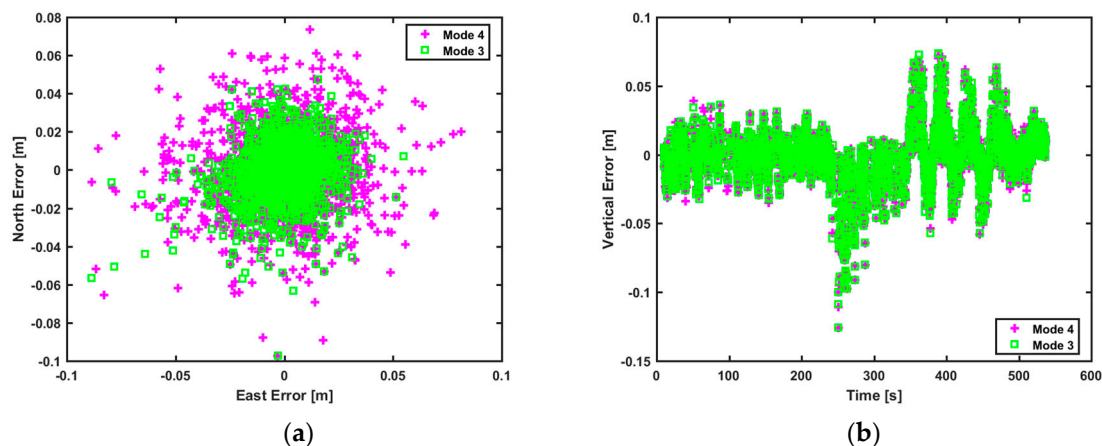 0.08
0.06
0.04
0.02
0
-0.02
-0.04
-0.06
-0.08
-0.1
North Error [m]
-0.1 -0.05 0 0.05 0.1
East Error [m]
Mode 4
Mode 3
(a)
0.1
0.05
0
-0.05
-0.1
-0.15
Vertical Error [m]
0 100 200 300 400 500 600
Time [s]
Mode 4
Mode 3
(b)